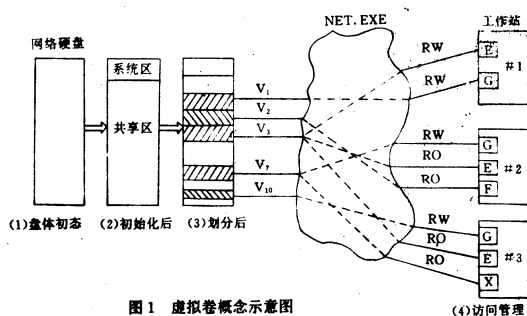 NET.EXE
工作站
网络硬盘
系统区
共享区
V₁
V₂
V₃
V₇
V₁₀
RW
RW
E
G
#1
RW
RO
RO
G
E
F
#2
RW
RO
RO
G
E
X
#3
(1)盘体初态
(2)初始化后
(3)划分后
(4)访问管理
图1 虚拟卷概念示意图